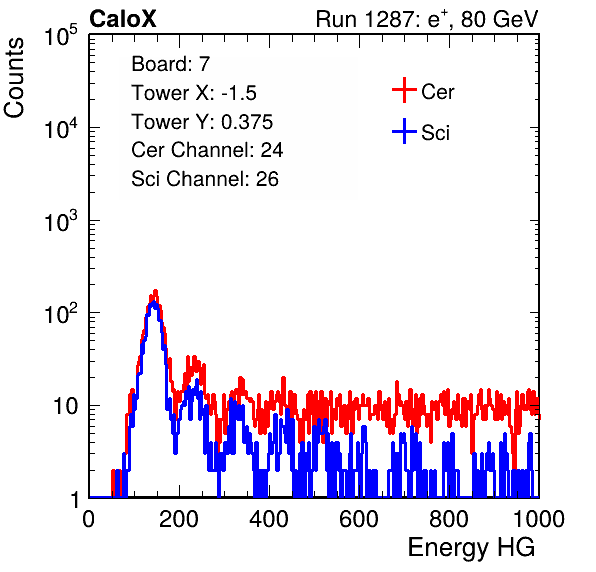 CaloX Run 1287: e⁺, 80 GeV
Counts
10⁵
10⁴
10³
10²
10
1
Board: 7
Tower X: -1.5
Tower Y: 0.375
Cer Channel: 24
Sci Channel: 26
Cer
Sci
0 200 400 600 800 1000
Energy HG